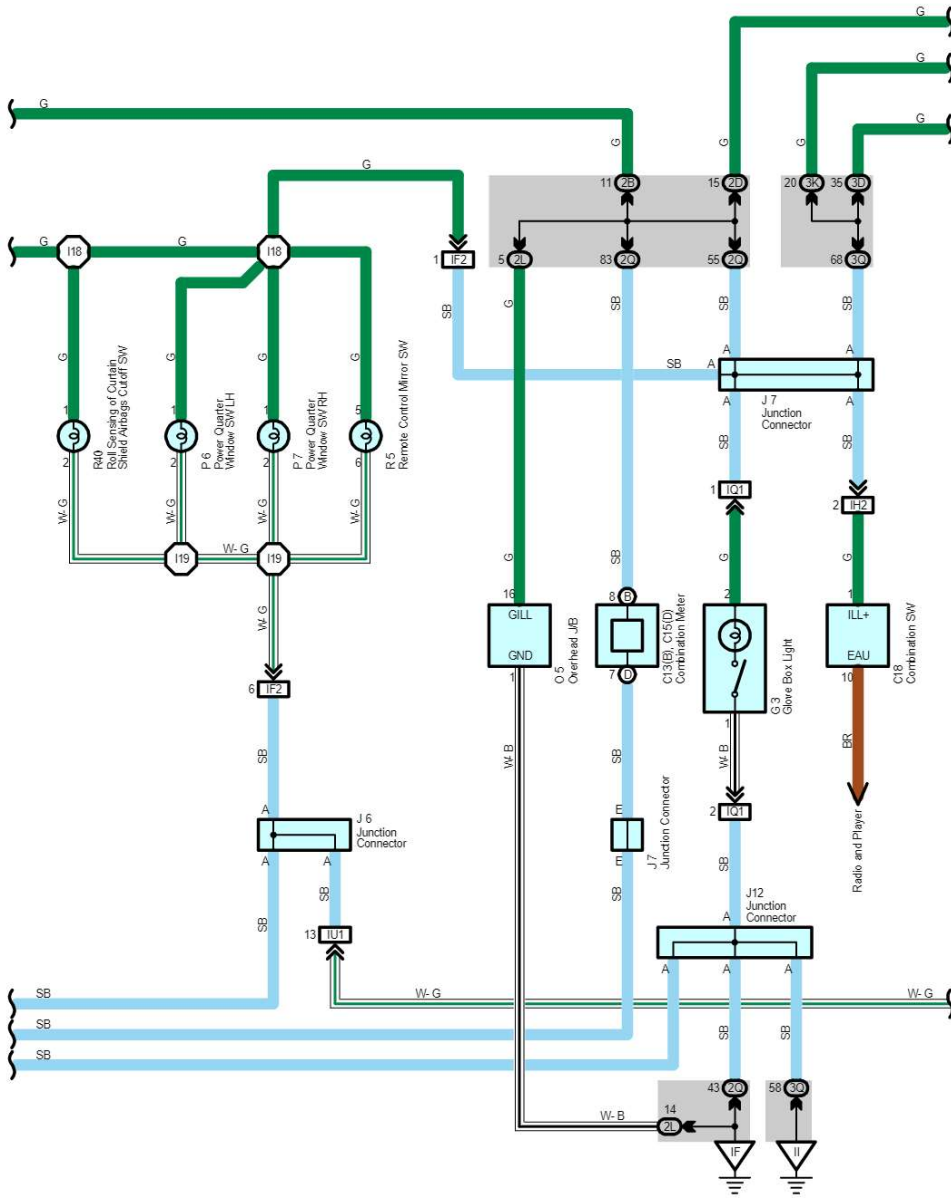 G
G
G
G
G
G
G
11 2B
15 2D
20 3K
35 3D
G
G
G
I18
I18
1 IF2
5 2L
83 2Q
55 2Q
68 3Q
SB
G
SB
SB
SB
SB
A
A
A
A
A
J 7
Junction
Connector
G
G
G
G
1
1
1
5
2
2
2
6
R40
Roll Sensing of Curtain
Shield Airbags Cutoff SW
P 6
Power Quarter
Window SW LH
P 7
Power Quarter
Window SW RH
R 5
Remote Control Mirror SW
SB
SB
1 IQ1
2 IH2
W- G
W- G
W- G
W- G
W- G
I19
I19
G
SB
G
G
W- G
16
GILL
GND
1
O 5
Overhead J/B
8 B
7 D
C13(B), C15(D)
Combination Meter
2
1
G 3
Glove Box Light
1
ILL+
EAU
10
C18
Combination SW
6 IF2
W- B
SB
W- B
BR
SB
2 IQ1
Radio and Player
A
J 6
Junction
Connector
A
A
E
E
J 7
Junction Connector
SB
SB
SB
SB
13 IU1
J12
Junction
Connector
A
A
A
A
SB
W- G
W- G
SB
SB
SB
SB
43 2Q
58 3Q
W- B
14
2L
IF
II